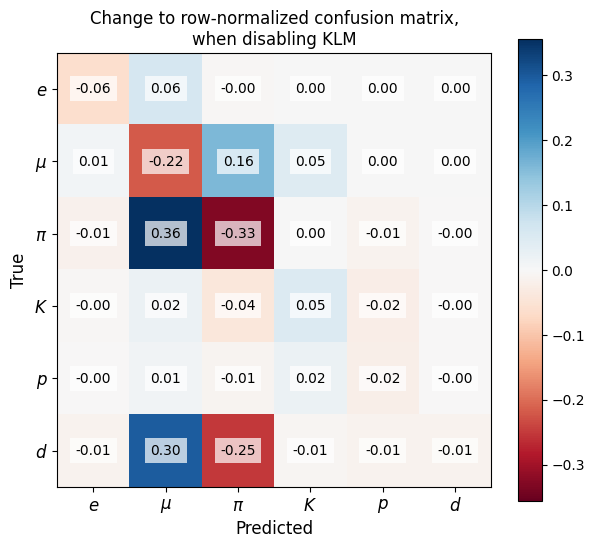 Change to row-normalized confusion matrix,
when disabling KLM
e -0.06 0.06 -0.00 0.00 0.00 0.00
μ 0.01 -0.22 0.16 0.05 0.00 0.00
π -0.01 0.36 -0.33 0.00 -0.01 -0.00
K -0.00 0.02 -0.04 0.05 -0.02 -0.00
p -0.00 0.01 -0.01 0.02 -0.02 -0.00
d -0.01 0.30 -0.25 -0.01 -0.01 -0.01
e μ π K p d
Predicted
True
0.3
0.2
0.1
0.0
−0.1
−0.2
−0.3